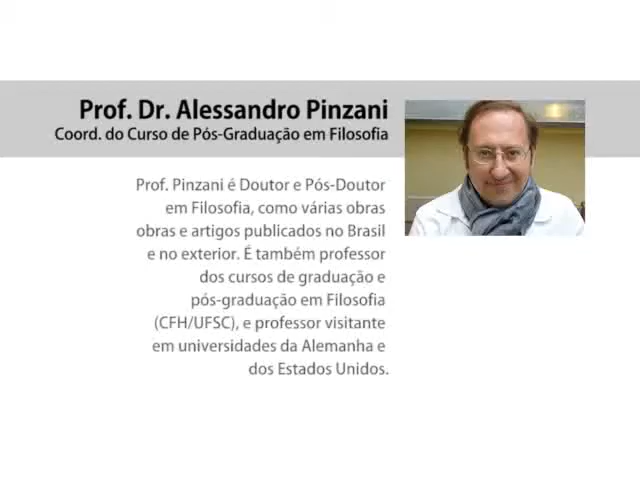 Prof. Dr. Alessandro Pinzani
Coord. do Curso de Pós-Graduação em Filosofia
Prof. Pinzani é Doutor e Pós-Doutor
em Filosofia, como várias obras
obras e artigos publicados no Brasil
e no exterior. É também professor
dos cursos de graduação e
pós-graduação em Filosofia
(CFH/UFSC), e professor visitante
em universidades da Alemanha e
dos Estados Unidos.